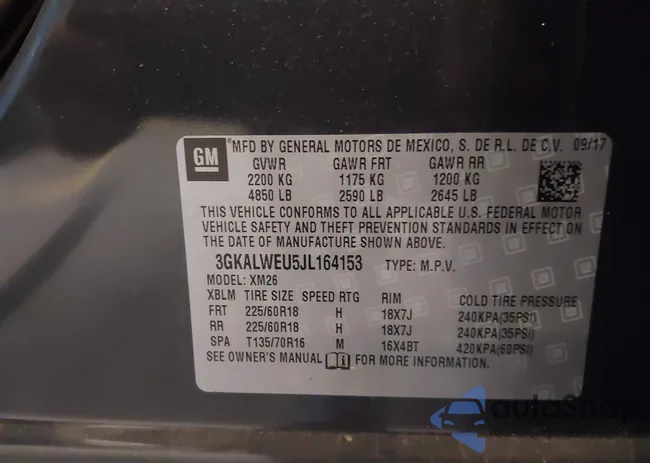 GM
*MFD BY GENERAL MOTORS DE MEXICO, S. DE R.L. DE C.V. 09/17
GVWR GAWR FRT GAWR RR
2200 KG 1175 KG 1200 KG
4850 LB 2590 LB 2645 LB
THIS VEHICLE CONFORMS TO ALL APPLICABLE U.S. FEDERAL MOTOR
VEHICLE SAFETY AND THEFT PREVENTION STANDARDS IN EFFECT ON
THE DATE OF MANUFACTURE SHOWN ABOVE.
3GKALWEU5JL164153 TYPE: M.P.V.
MODEL: XM26
XBLM TIRE SIZE SPEED RTG RIM COLD TIRE PRESSURE
FRT 225/60R18 H 18X7J 240KPA(35PSI)
RR 225/60R18 H 18X7J 240KPA(35PSI)
SPA T135/70R16 M 16X4BT 420KPA(60PSI)
SEE OWNER'S MANUAL FOR MORE INFORMATION.
autoShop